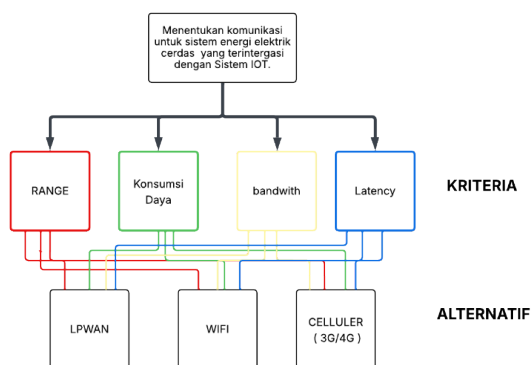 Menentukan komunikasi
untuk sistem energi elektrik
cerdas yang terintergasi
dengan Sistem IOT.
RANGE
Konsumsi
Daya
bandwith
Latency
KRITERIA
LPWAN
WIFI
CELLULER
( 3G/4G )
ALTERNATIF